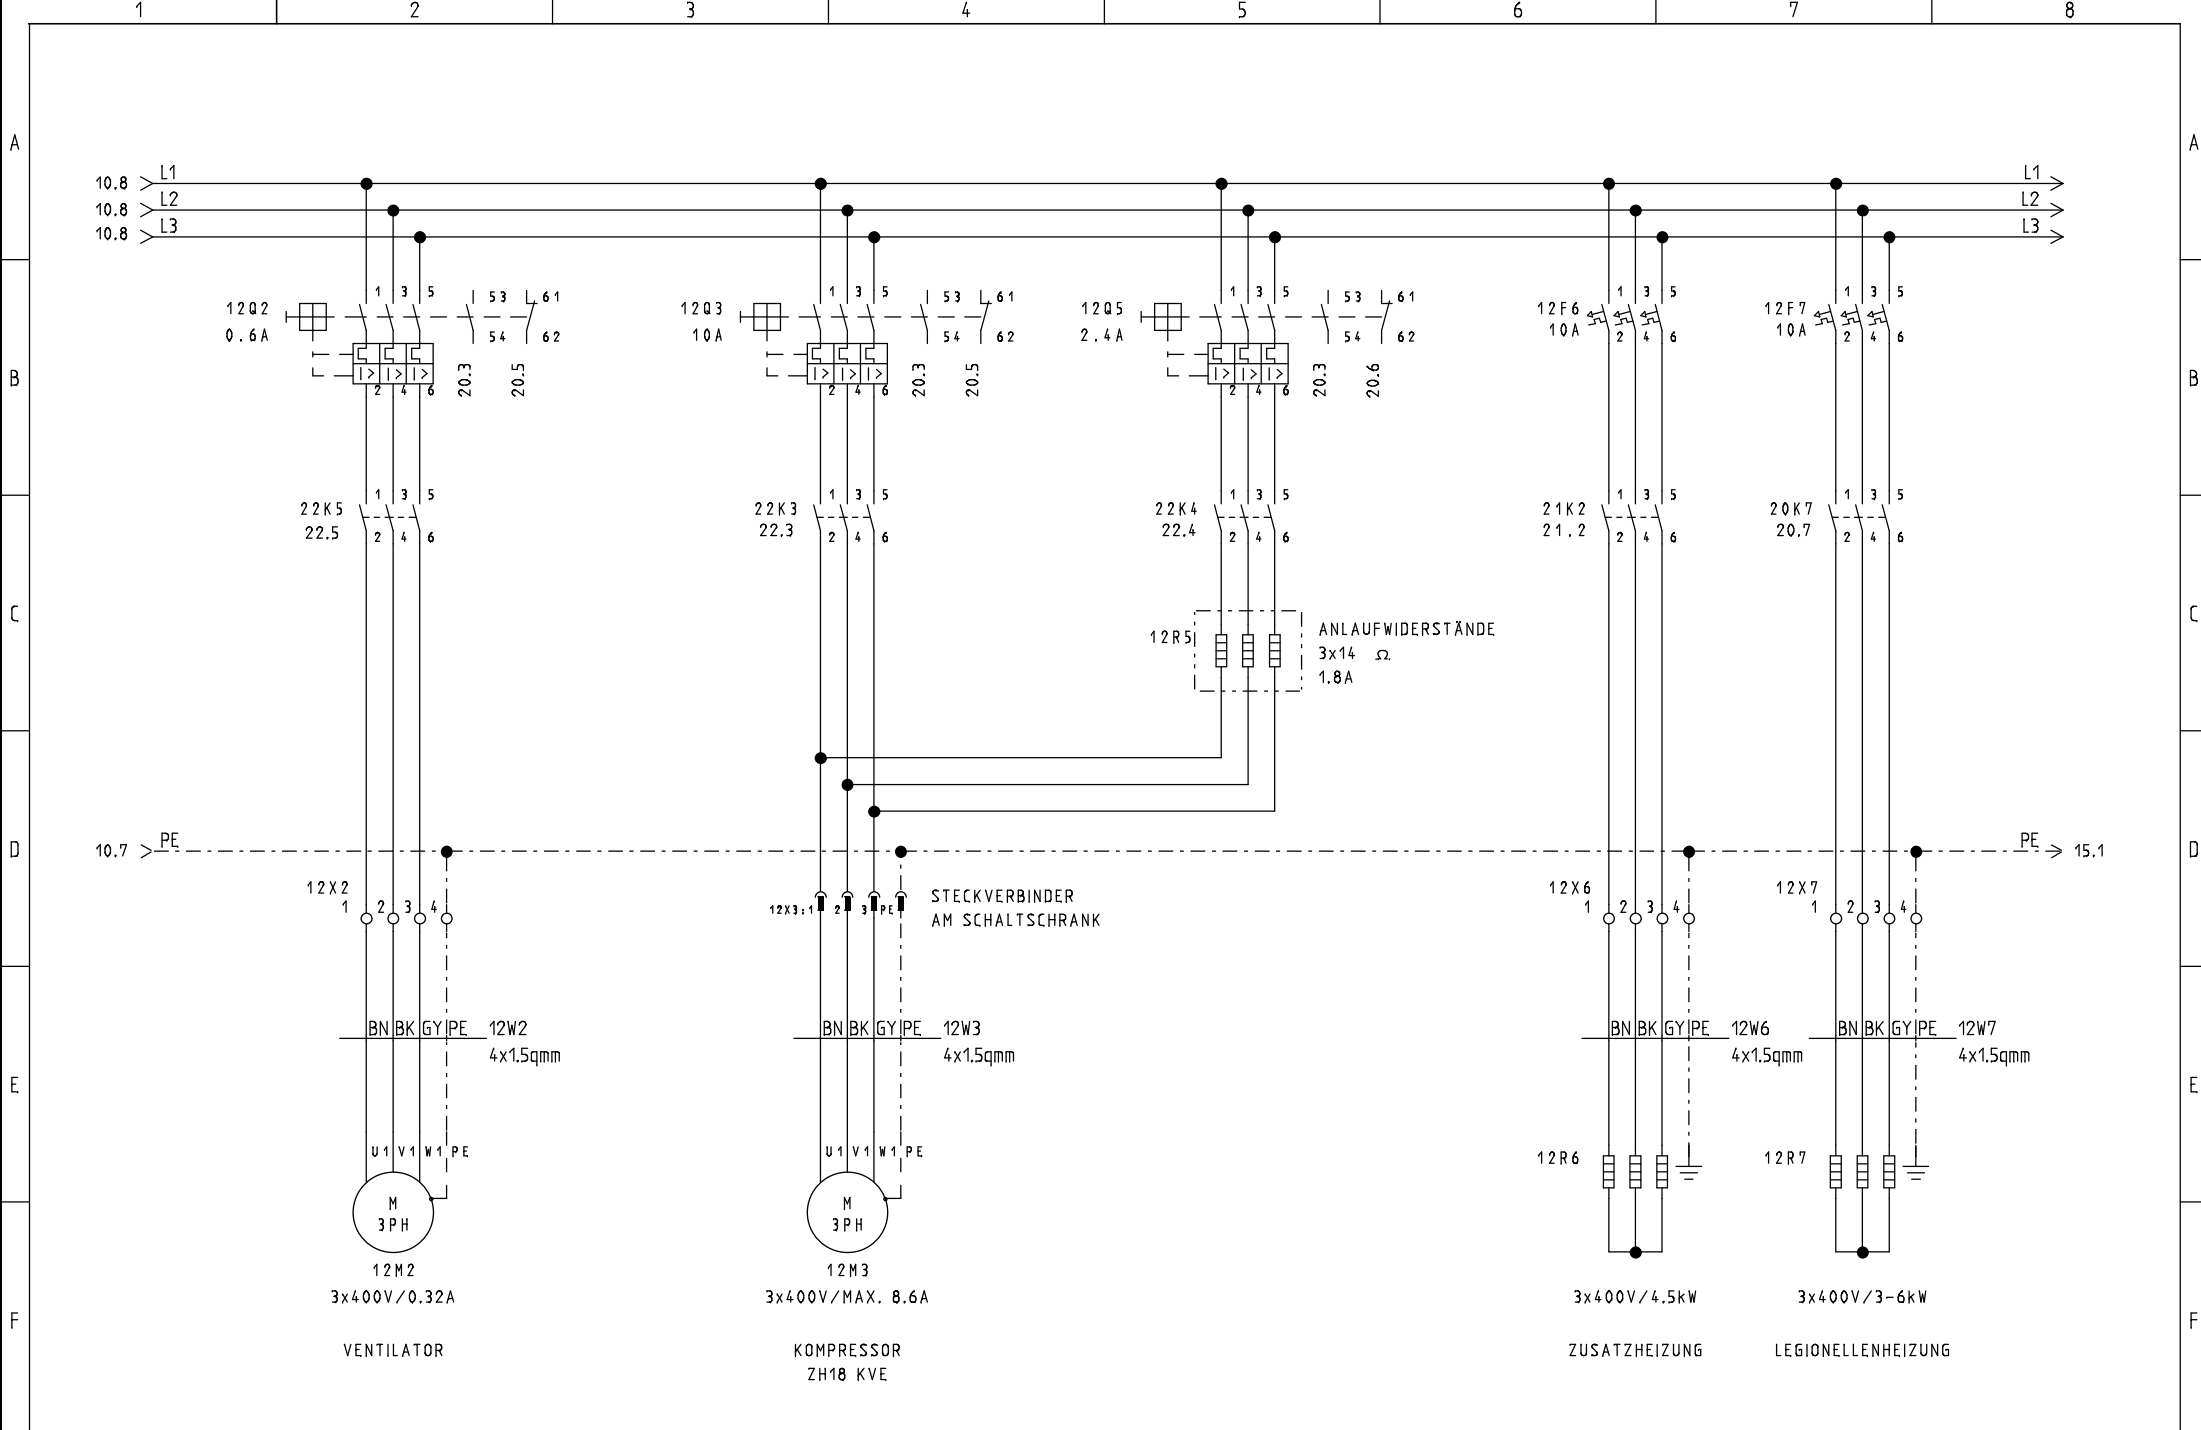 1 2 3 4 5 6 7 8
A A
10.8 L1 L1
10.8 L2 L2
10.8 L3 L3
12Q2 1 3 5 53 61
0.6A 54 62
I> I> I>
2 4 6 20.3 20.5
12Q3 1 3 5 53 61
10A 54 62
I> I> I>
2 4 6 20.3 20.5
12Q5 1 3 5 53 61
2.4A 54 62
I> I> I>
2 4 6 20.3 20.6
12F6 1 3 5
10A 2 4 6
12F7 1 3 5
10A 2 4 6
B B
22K5 1 3 5
22.5 2 4 6
22K3 1 3 5
22.3 2 4 6
22K4 1 3 5
22.4 2 4 6
21K2 1 3 5
21.2 2 4 6
20K7 1 3 5
20.7 2 4 6
C C
12R5 ANLAUFWIDERSTÄNDE
3x14 Ω
1.8A
D D
10.7 PE PE 15.1
12X2
1 2 3 4
12X3:1 2 3 PE
STECKVERBINDER
AM SCHALTSCHRANK
12X6
1 2 3 4
12X7
1 2 3 4
BN BK GY PE 12W2
4x1.5qmm
BN BK GY PE 12W3
4x1.5qmm
BN BK GY PE 12W6
4x1.5qmm
BN BK GY PE 12W7
4x1.5qmm
E E
U1 V1 W1 PE
M
3PH
12M2
3x400V/0.32A
VENTILATOR
U1 V1 W1 PE
M
3PH
12M3
3x400V/MAX. 8.6A
KOMPRESSOR
ZH18 KVE
12R6
3x400V/4.5kW
ZUSATZHEIZUNG
12R7
3x400V/3-6kW
LEGIONELLENHEIZUNG
F F